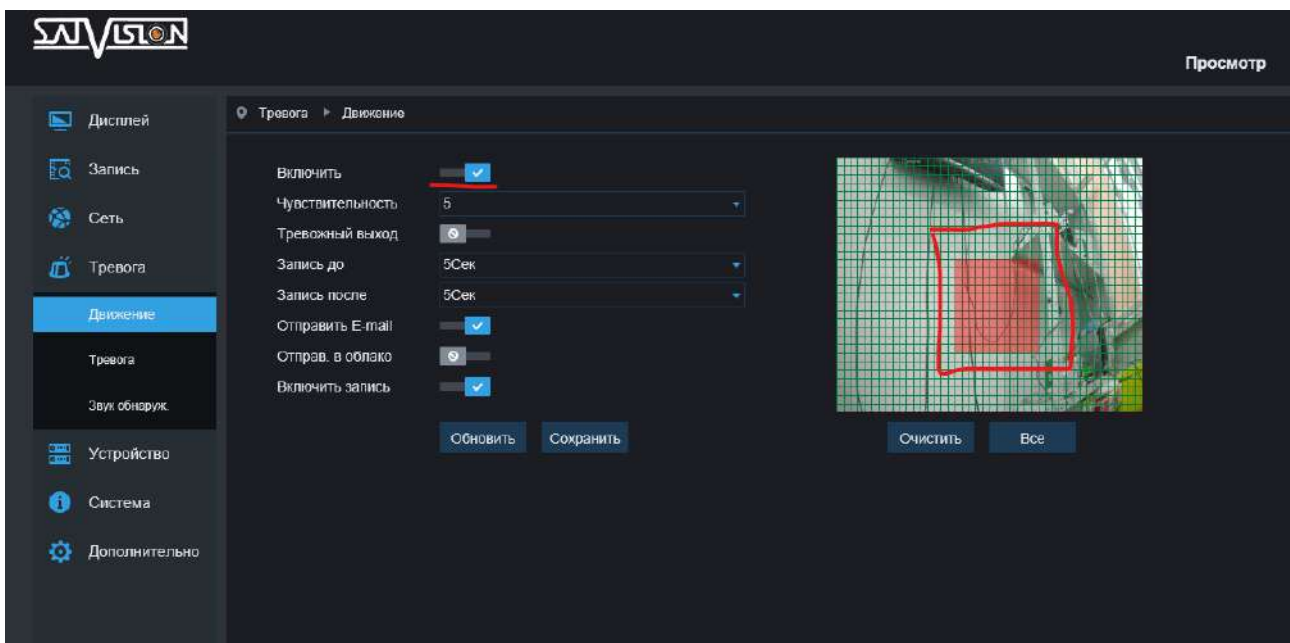 SATVISION
Просмотр
Дисплей
Запись
Сеть
Тревога
Движение
Тревога
Звук обнаруж.
Устройство
Система
Дополнительно
Тревога Движение
Включить
Чувствительность 5
Тревожный выход
Запись до 5Сек
Запись после 5Сек
Отправить E-mail
Отправ. в облако
Включить запись
Обновить Сохранить
Очистить Все